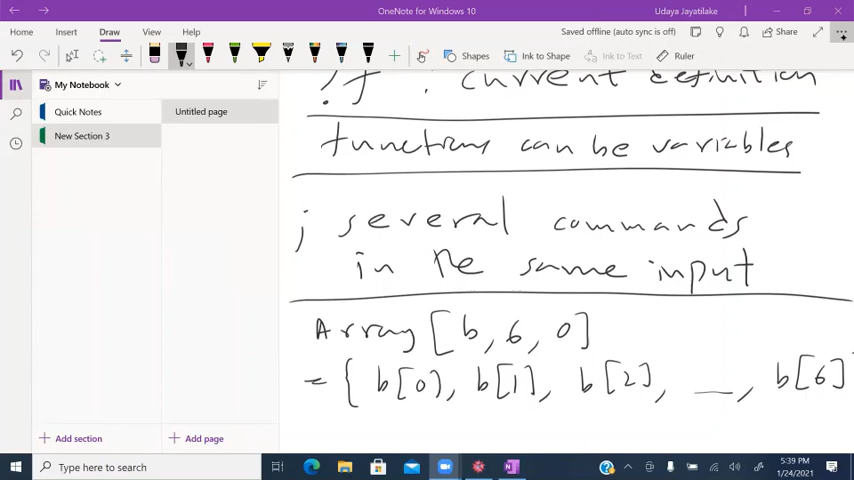 OneNote for Windows 10
Udaya Jayatilake
Insert Draw View Help
Saved offline (auto sync is off)
Share
Shapes
Ink to Shape
Ink to Text
Ruler
My Notebook
Quick Notes
Untitled page
New Section 3
?f : current definition
functions can be variables
; several commands
in the same input
Array [b, 6, 0]
= { b[0], b[1], b[2], __, b[6]
+ Add section
+ Add page
Type here to search
5:39 PM
1/24/2021